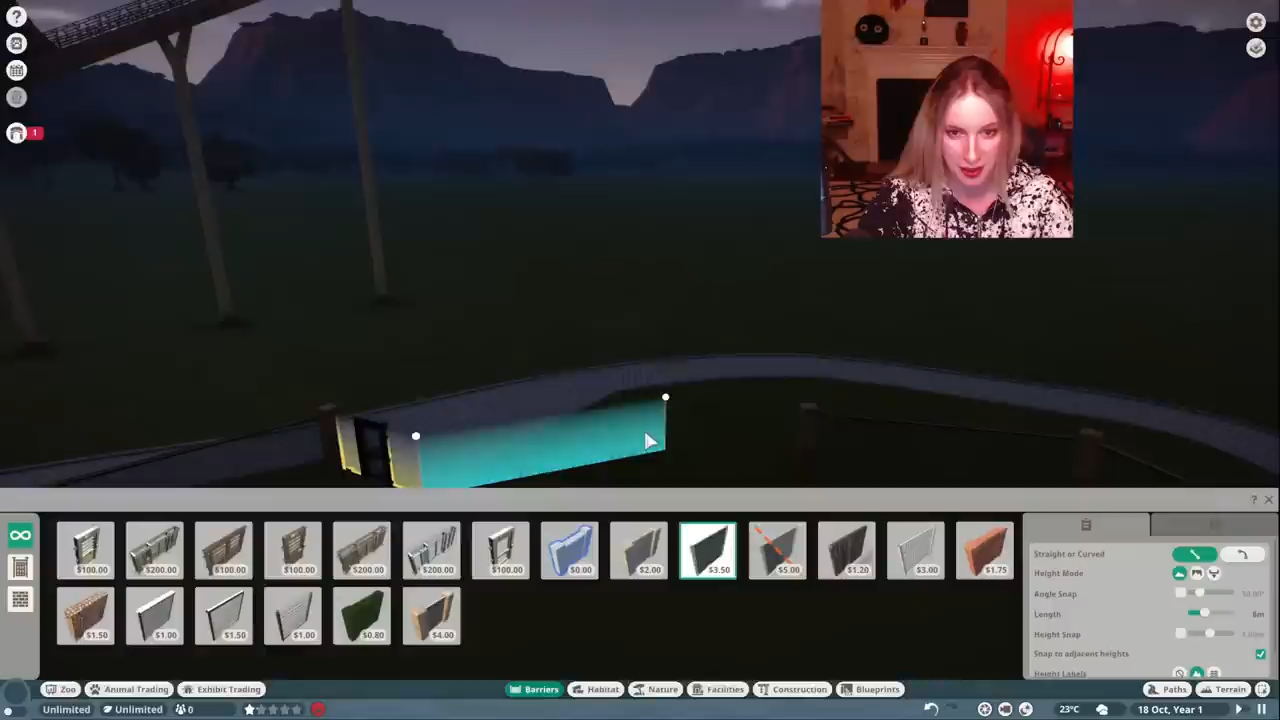 ?
1
? ×
$100.00 $200.00 $100.00 $100.00 $200.00 $200.00 $100.00 $0.00 $2.00 $3.50 $5.00 $1.20 $3.00 $1.75
$1.50 $1.00 $1.50 $1.00 $0.80 $4.00
Straight or Curved
Height Mode
Angle Snap
Length 6m
Height Snap
Snap to adjacent heights
Height Labels
Zoo Animal Trading Exhibit Trading Barriers Habitat Nature Facilities Construction Blueprints Paths Terrain
Unlimited Unlimited 0 23°C 18 Oct, Year 1